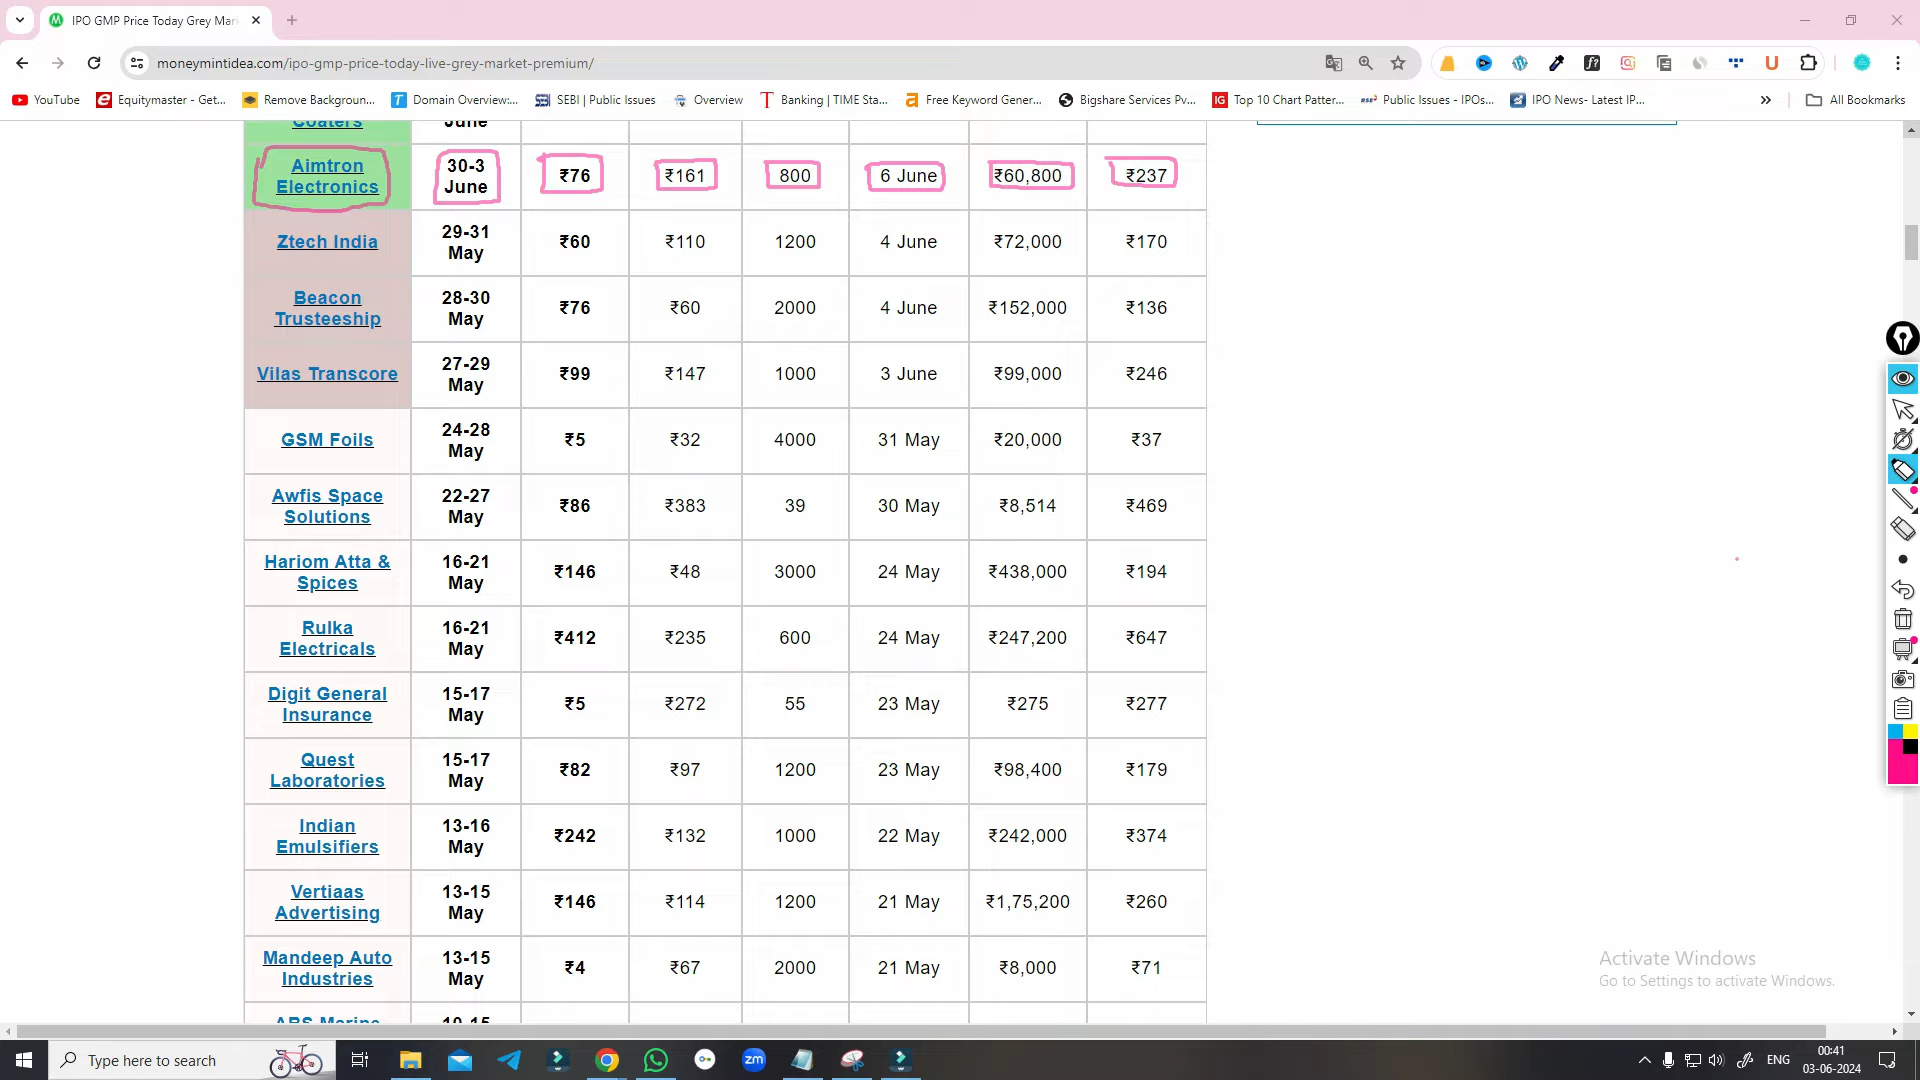 IPO GMP Price Today Grey Mar
moneymintidea.com/ipo-gmp-price-today-live-grey-market-premium/
YouTube
Equitymaster - Get...
Remove Backgroun...
Domain Overview:...
SEBI | Public Issues
Overview
Banking | TIME Sta...
Free Keyword Gener...
Bigshare Services Pv...
Top 10 Chart Patter...
Public Issues - IPOs...
IPO News- Latest IP...
All Bookmarks
Coaters June
Aimtron Electronics 30-3 June ₹76 ₹161 800 6 June ₹60,800 ₹237
Ztech India 29-31 May ₹60 ₹110 1200 4 June ₹72,000 ₹170
Beacon Trusteeship 28-30 May ₹76 ₹60 2000 4 June ₹152,000 ₹136
Vilas Transcore 27-29 May ₹99 ₹147 1000 3 June ₹99,000 ₹246
GSM Foils 24-28 May ₹5 ₹32 4000 31 May ₹20,000 ₹37
Awfis Space Solutions 22-27 May ₹86 ₹383 39 30 May ₹8,514 ₹469
Hariom Atta & Spices 16-21 May ₹146 ₹48 3000 24 May ₹438,000 ₹194
Rulka Electricals 16-21 May ₹412 ₹235 600 24 May ₹247,200 ₹647
Digit General Insurance 15-17 May ₹5 ₹272 55 23 May ₹275 ₹277
Quest Laboratories 15-17 May ₹82 ₹97 1200 23 May ₹98,400 ₹179
Indian Emulsifiers 13-16 May ₹242 ₹132 1000 22 May ₹242,000 ₹374
Vertiaas Advertising 13-15 May ₹146 ₹114 1200 21 May ₹1,75,200 ₹260
Mandeep Auto Industries 13-15 May ₹4 ₹67 2000 21 May ₹8,000 ₹71
ABS Marine 10-15
Activate Windows
Go to Settings to activate Windows.
Type here to search
ENG
00:41
03-06-2024